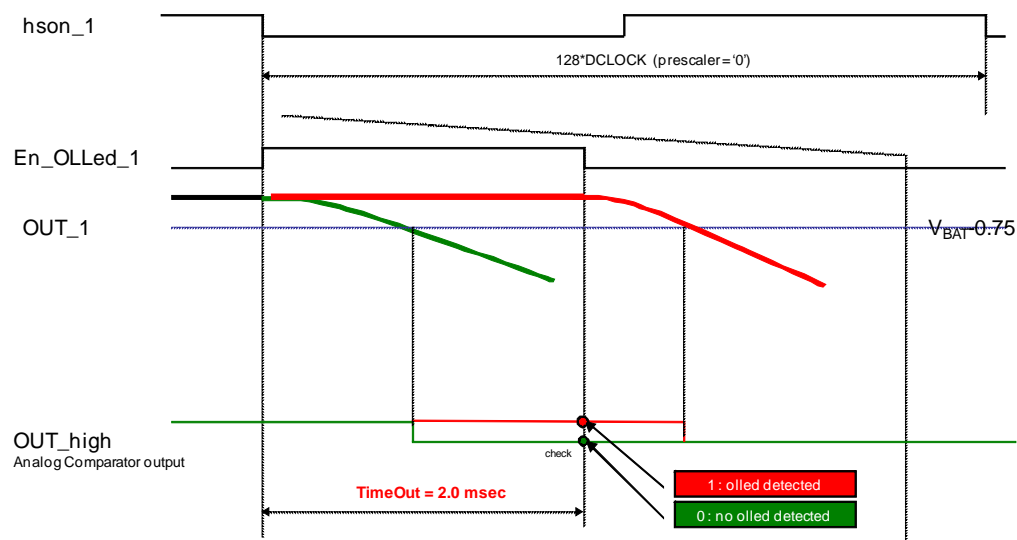 hson_1
128*DCLOCK (prescaler = ‘0’)
En_OLLed_1
OUT_1
VBAT-0.75
OUT_high
Analog Comparator output
check
TimeOut = 2.0 msec
1 : olled detected
0 : no olled detected